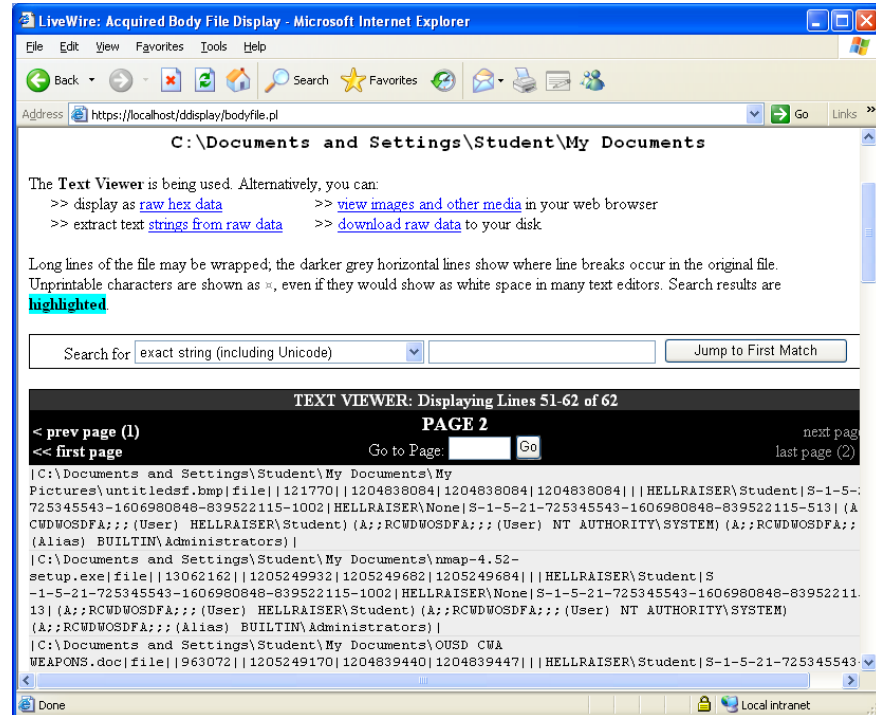 LiveWire: Acquired Body File Display - Microsoft Internet Explorer
File Edit View Favorites Tools Help
Back Search Favorites
Address https://localhost/ddisplay/bodyfile.pl Go Links »
C:\Documents and Settings\Student\My Documents
The Text Viewer is being used. Alternatively, you can:
>> display as raw hex data >> view images and other media in your web browser
>> extract text strings from raw data >> download raw data to your disk
Long lines of the file may be wrapped; the darker grey horizontal lines show where line breaks occur in the original file.
Unprintable characters are shown as ¤, even if they would show as white space in many text editors. Search results are
highlighted.
Search for exact string (including Unicode) Jump to First Match
TEXT VIEWER: Displaying Lines 51-62 of 62
PAGE 2
< prev page (1) next pag
<< first page Go to Page: Go last page (2)
|C:\Documents and Settings\Student\My Documents\My
Pictures\untitledsf.bmp|file||121770||1204838084|1204838084|1204838084|||HELLRAISER\Student|S-1-5-
725345543-1606980848-839522115-1002|HELLRAISER\None|S-1-5-21-725345543-1606980848-839522115-513|(A
CWDWOSDFA;;;(User) HELLRAISER\Student)(A;;RCWDWOSDFA;;;(User) NT AUTHORITY\SYSTEM)(A;;RCWDWOSDFA;;
(Alias) BUILTIN\Administrators)|
|C:\Documents and Settings\Student\My Documents\nmap-4.52-
setup.exe|file||13062162||1205249932|1205249682|1205249684|||HELLRAISER\Student|S
-1-5-21-725345543-1606980848-839522115-1002|HELLRAISER\None|S-1-5-21-725345543-1606980848-83952211
13|(A;;RCWDWOSDFA;;;(User) HELLRAISER\Student)(A;;RCWDWOSDFA;;;(User) NT AUTHORITY\SYSTEM)
(A;;RCWDWOSDFA;;;(Alias) BUILTIN\Administrators)|
|C:\Documents and Settings\Student\My Documents\OUSD CWA
WEAPONS.doc|file||963072||1205249170|1204839440|1204839447|||HELLRAISER\Student|S-1-5-21-725345543-
Done Local intranet